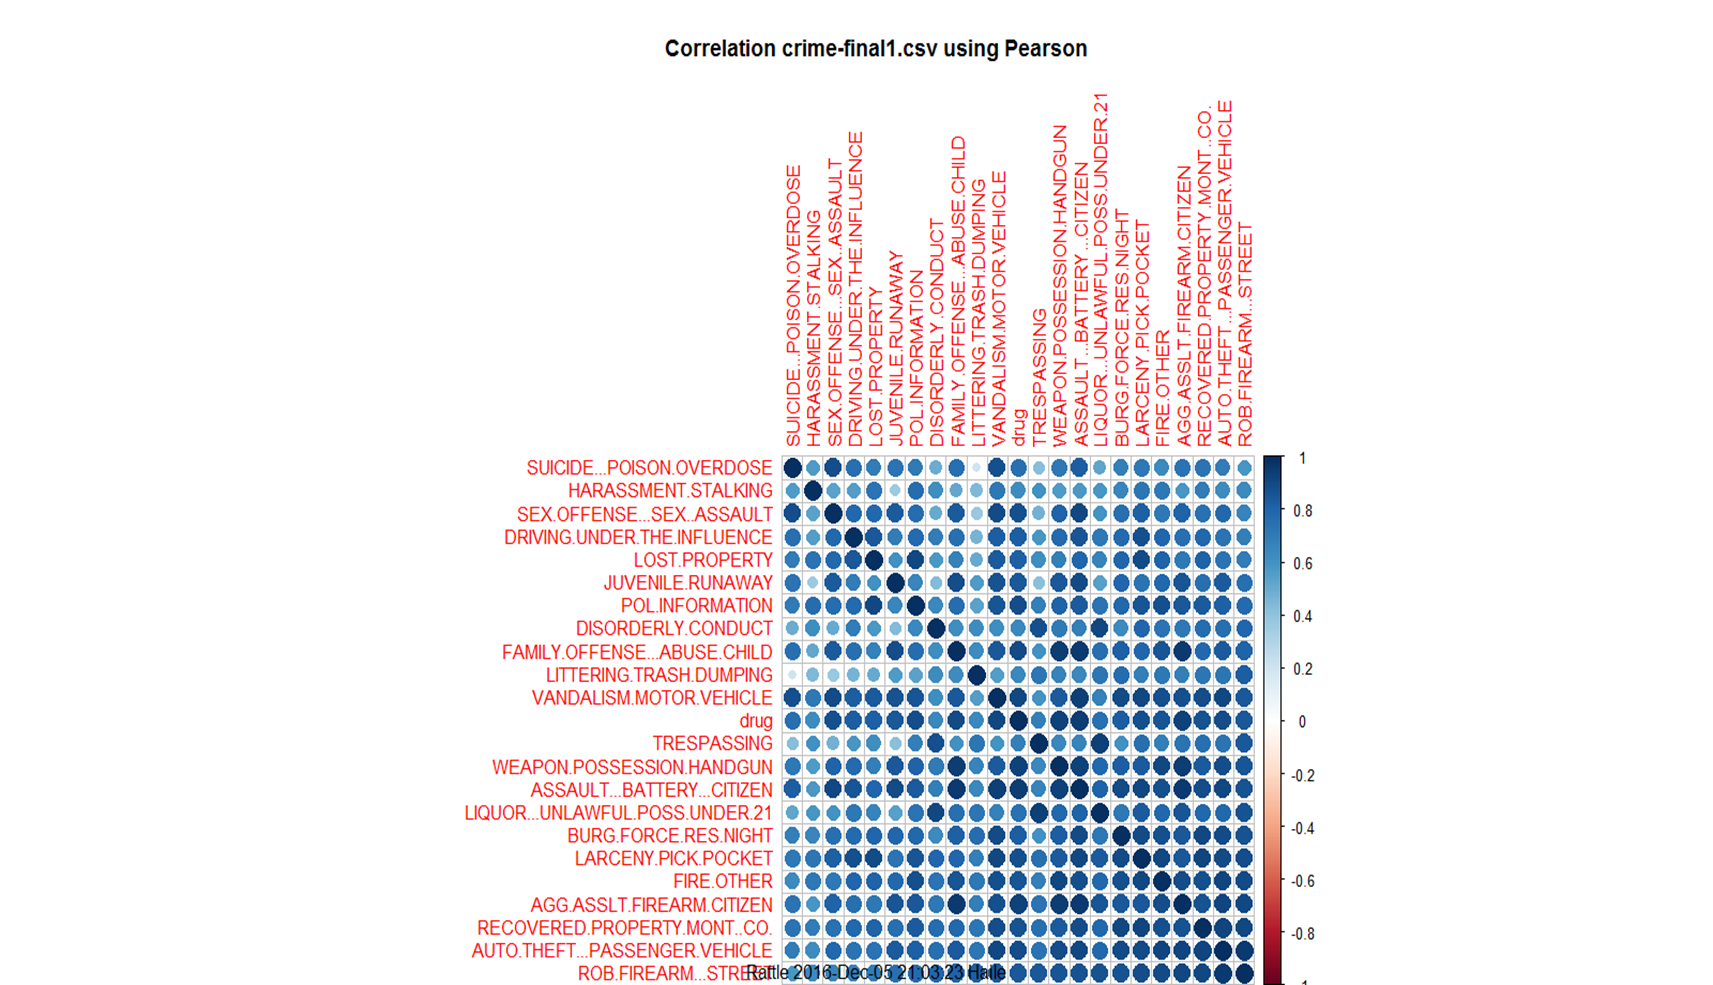 Correlation crime-final1.csv using Pearson
SUICIDE...POISON.OVERDOSE
HARASSMENT.STALKING
SEX.OFFENSE...SEX..ASSAULT
DRIVING.UNDER.THE.INFLUENCE
LOST.PROPERTY
JUVENILE.RUNAWAY
POL.INFORMATION
DISORDERLY.CONDUCT
FAMILY.OFFENSE...ABUSE.CHILD
LITTERING.TRASH.DUMPING
VANDALISM.MOTOR.VEHICLE
drug
TRESPASSING
WEAPON.POSSESSION.HANDGUN
ASSAULT...BATTERY...CITIZEN
LIQUOR...UNLAWFUL.POSS.UNDER.21
BURG.FORCE.RES.NIGHT
LARCENY.PICK.POCKET
FIRE.OTHER
AGG.ASSLT.FIREARM.CITIZEN
RECOVERED.PROPERTY.MONT..CO.
AUTO.THEFT...PASSENGER.VEHICLE
ROB.FIREARM...STREET
SUICIDE...POISON.OVERDOSE
HARASSMENT.STALKING
SEX.OFFENSE...SEX..ASSAULT
DRIVING.UNDER.THE.INFLUENCE
LOST.PROPERTY
JUVENILE.RUNAWAY
POL.INFORMATION
DISORDERLY.CONDUCT
FAMILY.OFFENSE...ABUSE.CHILD
LITTERING.TRASH.DUMPING
VANDALISM.MOTOR.VEHICLE
drug
TRESPASSING
WEAPON.POSSESSION.HANDGUN
ASSAULT...BATTERY...CITIZEN
LIQUOR...UNLAWFUL.POSS.UNDER.21
BURG.FORCE.RES.NIGHT
LARCENY.PICK.POCKET
FIRE.OTHER
AGG.ASSLT.FIREARM.CITIZEN
RECOVERED.PROPERTY.MONT..CO.
AUTO.THEFT...PASSENGER.VEHICLE
ROB.FIREARM...STREET
1
0.8
0.6
0.4
0.2
0
-0.2
-0.4
-0.6
-0.8
-1
Rattle 2016-Dec-05 21:03:23 Haile